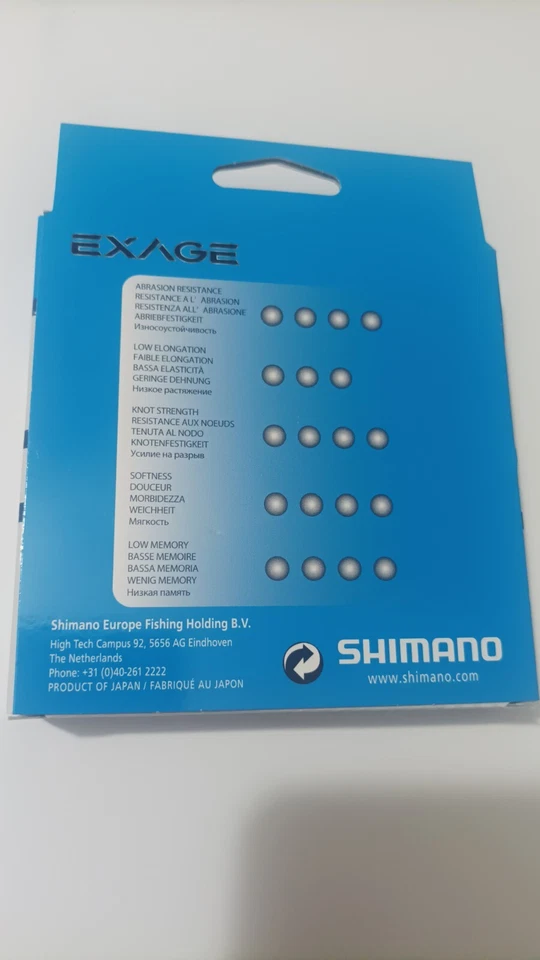 EXAGE
ABRASION RESISTANCE
RESISTANCE A L' ABRASION
RESISTENZA ALL' ABRASIONE
ABRIEBFESTIGKEIT
Износоустойчивость
LOW ELONGATION
FAIBLE ELONGATION
BASSA ELASTICITÀ
GERINGE DEHNUNG
Низкое растяжение
KNOT STRENGTH
RESISTANCE AUX NOEUDS
TENUTA AL NODO
KNOTENFESTIGKEIT
Усилие на разрыв
SOFTNESS
DOUCEUR
MORBIDEZZA
WEICHHEIT
Мягкость
LOW MEMORY
BASSE MEMOIRE
BASSA MEMORIA
WENIG MEMORY
Низкая память
Shimano Europe Fishing Holding B.V.
High Tech Campus 92, 5656 AG Eindhoven
The Netherlands
Phone: +31 (0)40-261 2222
PRODUCT OF JAPAN / FABRIQUÉ AU JAPON
SHIMANO
www.shimano.com